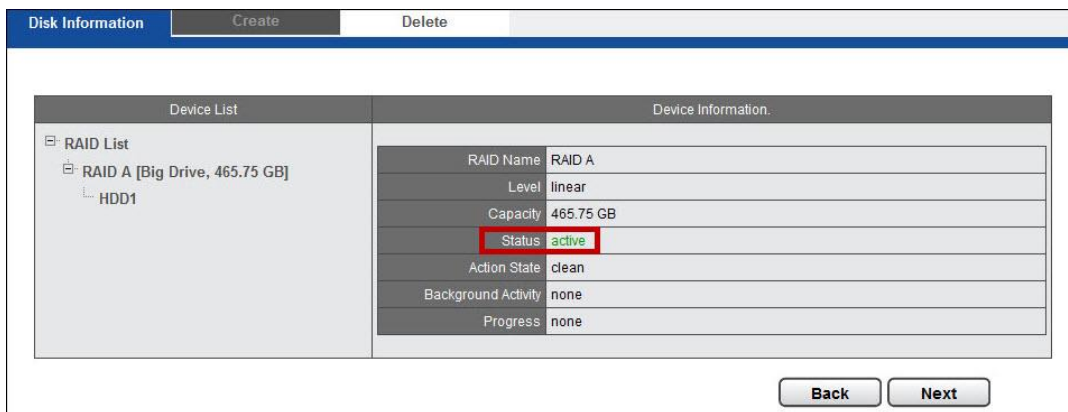 Disk Information Create Delete
Device List Device Information.
RAID List
RAID A [Big Drive, 465.75 GB]
HDD1
RAID Name RAID A
Level linear
Capacity 465.75 GB
Status active
Action State clean
Background Activity none
Progress none
Back Next